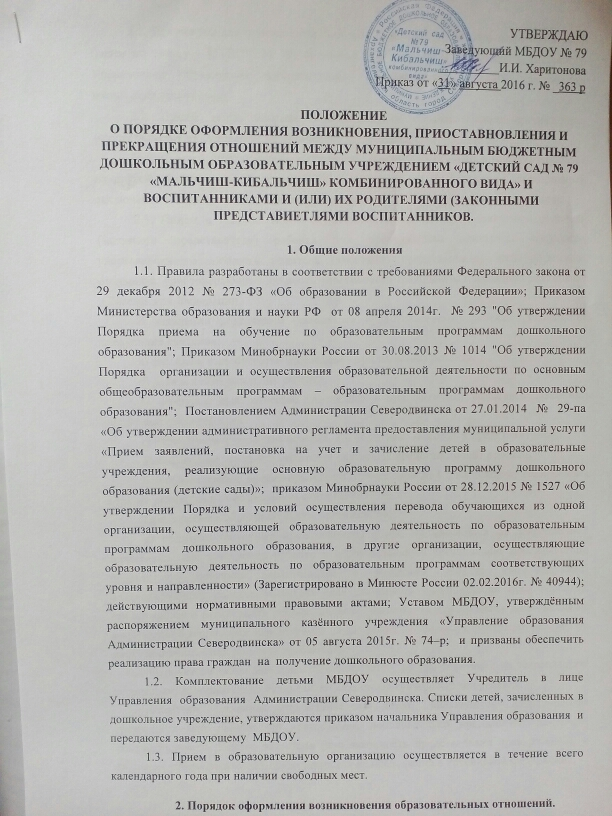 УТВЕРЖДАЮ
Заведующий МБДОУ № 79
И.И. Харитонова
Приказ от «31» августа 2016 г. № 363 р
«Детский сад
№79
«Мальчиш-
Кибальчиш»
комбинированного
вида»
ПОЛОЖЕНИЕ
О ПОРЯДКЕ ОФОРМЛЕНИЯ ВОЗНИКНОВЕНИЯ, ПРИОСТАВНОВЛЕНИЯ И
ПРЕКРАЩЕНИЯ ОТНОШЕНИЙ МЕЖДУ МУНИЦИПАЛЬНЫМ БЮДЖЕТНЫМ
ДОШКОЛЬНЫМ ОБРАЗОВАТЕЛЬНЫМ УЧРЕЖДЕНИЕМ «ДЕТСКИЙ САД № 79
«МАЛЬЧИШ-КИБАЛЬЧИШ» КОМБИНИРОВАННОГО ВИДА» И
ВОСПИТАННИКАМИ И (ИЛИ) ИХ РОДИТЕЛЯМИ (ЗАКОННЫМИ
ПРЕДСТАВИЕТЛЯМИ ВОСПИТАННИКОВ.
1. Общие положения
1.1. Правила разработаны в соответствии с требованиями Федерального закона от
29 декабря 2012 № 273-ФЗ «Об образовании в Российской Федерации»; Приказом
Министерства образования и науки РФ от 08 апреля 2014г. № 293 "Об утверждении
Порядка приема на обучение по образовательным программам дошкольного
образования"; Приказом Минобрнауки России от 30.08.2013 № 1014 "Об утверждении
Порядка организации и осуществления образовательной деятельности по основным
общеобразовательным программам – образовательным программам дошкольного
образования"; Постановлением Администрации Северодвинска от 27.01.2014 № 29-па
«Об утверждении административного регламента предоставления муниципальной услуги
«Прием заявлений, постановка на учет и зачисление детей в образовательные
учреждения, реализующие основную образовательную программу дошкольного
образования (детские сады)»; приказом Минобрнауки России от 28.12.2015 № 1527 «Об
утверждении Порядка и условий осуществления перевода обучающихся из одной
организации, осуществляющей образовательную деятельность по образовательным
программам дошкольного образования, в другие организации, осуществляющие
образовательную деятельность по образовательным программам соответствующих
уровня и направленности» (Зарегистрировано в Минюсте России 02.02.2016г. № 40944);
действующими нормативными правовыми актами; Уставом МБДОУ, утверждённым
распоряжением муниципального казённого учреждения «Управление образования
Администрации Северодвинска» от 05 августа 2015г. № 74–р; и призваны обеспечить
реализацию права граждан на получение дошкольного образования.
1.2. Комплектование детьми МБДОУ осуществляет Учредитель в лице
Управления образования Администрации Северодвинска. Списки детей, зачисленных в
дошкольное учреждение, утверждаются приказом начальника Управления образования и
передаются заведующему МБДОУ.
1.3. Прием в образовательную организацию осуществляется в течение всего
календарного года при наличии свободных мест.
2. Порядок оформления возникновения образовательных отношений.